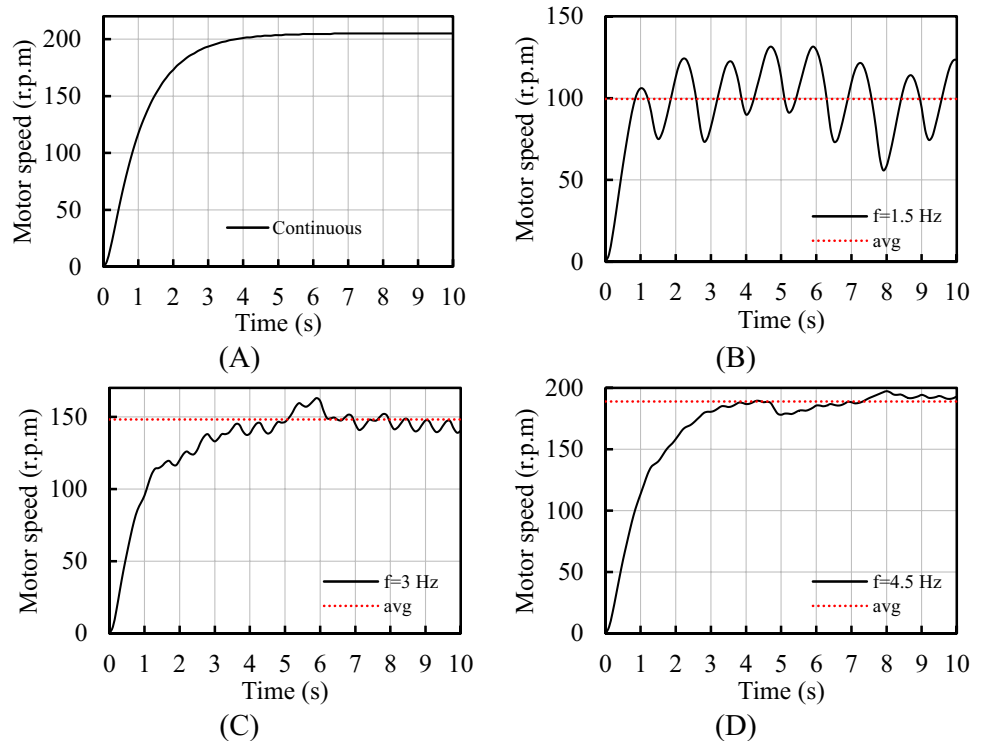 Motor speed (r.p.m)
200
150
100
50
0
Continuous
0 1 2 3 4 5 6 7 8 9 10
Time (s)
(A)
Motor speed (r.p.m)
150
100
50
0
f=1.5 Hz
avg
0 1 2 3 4 5 6 7 8 9 10
Time (s)
(B)
Motor speed (r.p.m)
150
100
50
0
f=3 Hz
avg
0 1 2 3 4 5 6 7 8 9 10
Time (s)
(C)
Motor speed (r.p.m)
200
150
100
50
0
f=4.5 Hz
avg
0 1 2 3 4 5 6 7 8 9 10
Time (s)
(D)